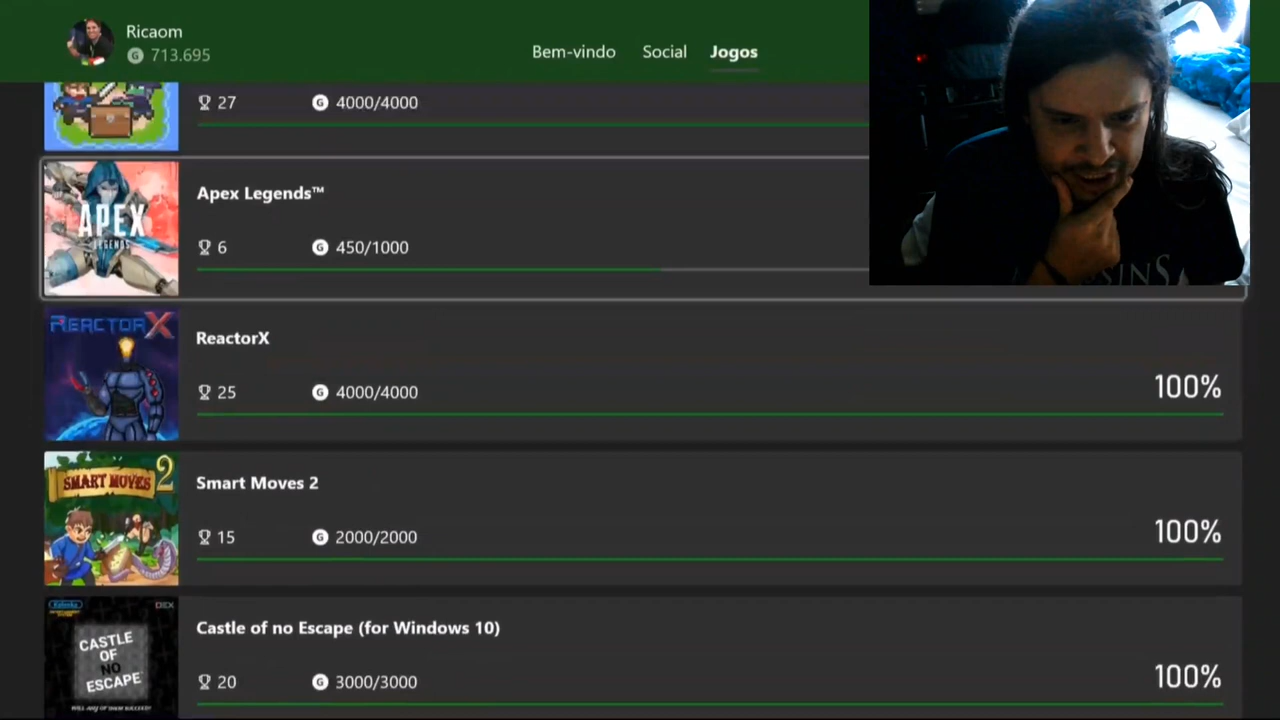 Ricaom
G 713.695
Bem-vindo Social Jogos
27 G 4000/4000
APEX
LEGENDS
Apex Legends™
6 G 450/1000
REACTORX
ReactorX
25 G 4000/4000
100%
SMART MOVES 2
Smart Moves 2
15 G 2000/2000
100%
CASTLE
OF
NO
ESCAPE
Castle of no Escape (for Windows 10)
20 G 3000/3000
100%